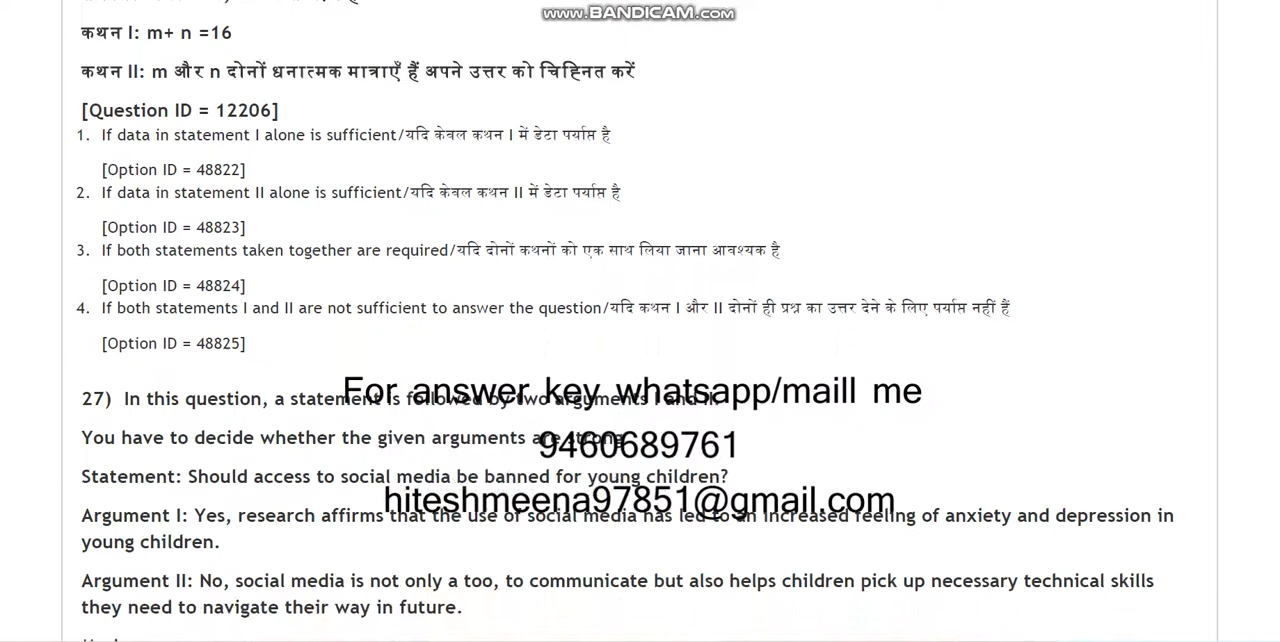 www.BANDICAM.com
कथन I: m+ n =16
कथन II: m और n दोनों धनात्मक मात्राएँ हैं अपने उत्तर को चिह्नित करें
[Question ID = 12206]
1. If data in statement I alone is sufficient/यदि केवल कथन I में डेटा पर्याप्त है
[Option ID = 48822]
2. If data in statement II alone is sufficient/यदि केवल कथन II में डेटा पर्याप्त है
[Option ID = 48823]
3. If both statements taken together are required/यदि दोनों कथनों को एक साथ लिया जाना आवश्यक है
[Option ID = 48824]
4. If both statements I and II are not sufficient to answer the question/यदि कथन I और II दोनों ही प्रश्न का उत्तर देने के लिए पर्याप्त नहीं हैं
[Option ID = 48825]
For answer key whatsapp/maill me
27) In this question, a statement is followed by two arguments I and II.
You have to decide whether the given arguments are strong.
9460689761
Statement: Should access to social media be banned for young children?
hiteshmeena97851@gmail.com
Argument I: Yes, research affirms that the use of social media has led to an increased feeling of anxiety and depression in
young children.
Argument II: No, social media is not only a too, to communicate but also helps children pick up necessary technical skills
they need to navigate their way in future.